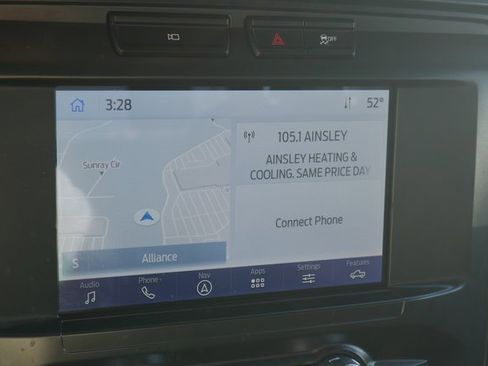 OFF
3:28
52°
Sunray Cir
105.1 AINSLEY
AINSLEY HEATING &
COOLING. SAME PRICE DAY
Connect Phone
S
Alliance
Audio
Phone
Nav
Apps
Settings
Features